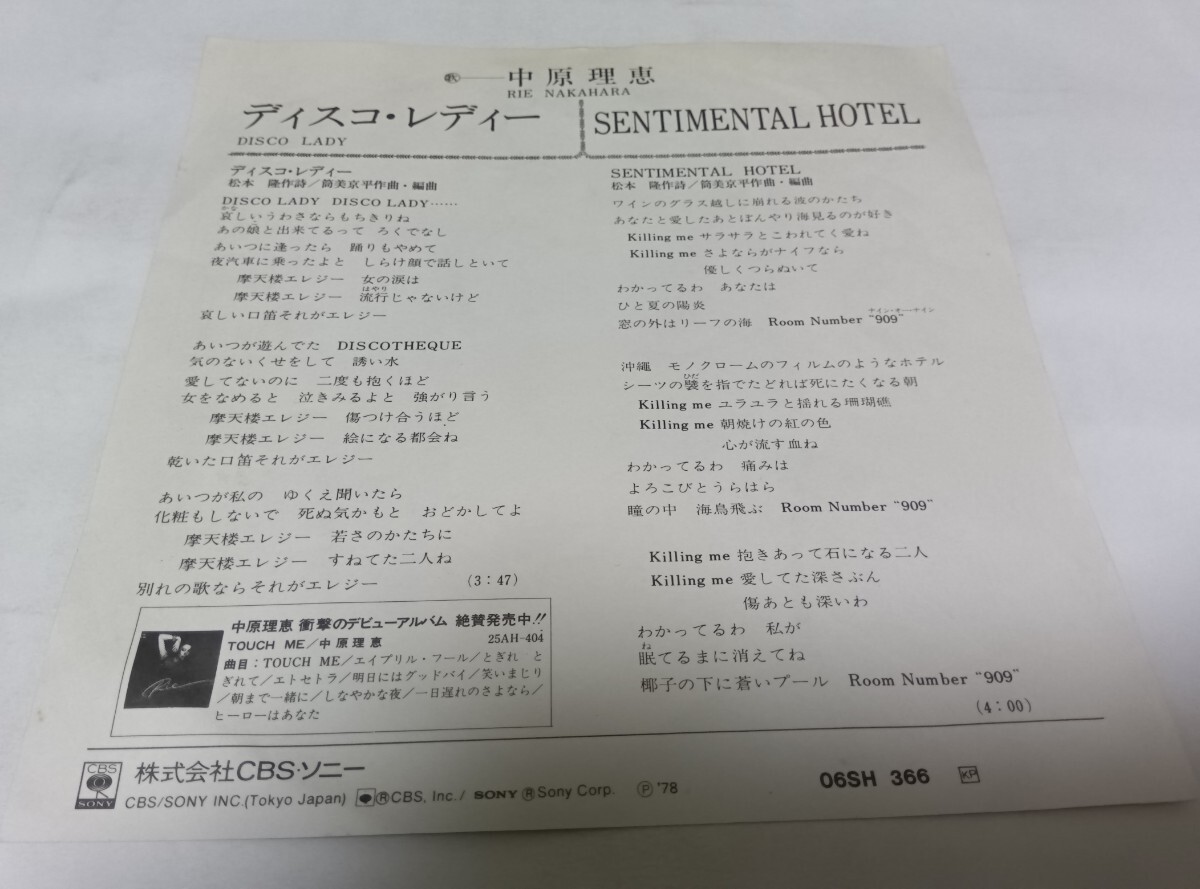 歌──中原理恵
RIE NAKAHARA
ディスコ・レディー
DISCO LADY
SENTIMENTAL HOTEL
ディスコ・レディー
松本 隆作詩/筒美京平作曲・編曲
DISCO LADY DISCO LADY……
哀しいうわさならもちきりね
かな
あの娘と出来てるって ろくでなし
あいつに逢ったら 踊りもやめて
夜汽車に乗ったよと しらけ顔で話しといて
摩天楼エレジー 女の涙は
摩天楼エレジー 流行じゃないけど
はやり
哀しい口笛それがエレジー
あいつが遊んでた DISCOTHEQUE
気のないくせをして 誘い水
愛してないのに 二度も抱くほど
女をなめると 泣きみるよと 強がり言う
摩天楼エレジー 傷つけ合うほど
摩天楼エレジー 絵になる都会ね
乾いた口笛それがエレジー
あいつが私の ゆくえ聞いたら
化粧もしないで 死ぬ気かもと おどかしてよ
摩天楼エレジー 若さのかたちに
摩天楼エレジー すねてた二人ね
別れの歌ならそれがエレジー
(3:47)
SENTIMENTAL HOTEL
松本 隆作詩/筒美京平作曲・編曲
ワインのグラス越しに崩れる波のかたち
あなたと愛したあとぼんやり海見るのが好き
Killing me サラサラとこわれてく愛ね
Killing me さよならがナイフなら
優しくつらぬいて
わかってるわ あなたは
ひと夏の陽炎
窓の外はリーフの海 Room Number “909”
ナイン・オー・ナイン
沖縄 モノクロームのフィルムのようなホテル
シーツの襞を指でたどれば死にたくなる朝
ひだ
Killing me ユラユラと揺れる珊瑚礁
Killing me 朝焼けの紅の色
心が流す血ね
わかってるわ 痛みは
よろこびとうらはら
瞳の中 海鳥飛ぶ Room Number “909”
Killing me 抱きあって石になる二人
Killing me 愛してた深さぶん
傷あとも深いわ
わかってるわ 私が
眠てるまに消えてね
ね
椰子の下に蒼いプール Room Number “909”
(4:00)
中原理恵 衝撃のデビューアルバム 絶賛発売中!!
TOUCH ME/中原理恵 25AH-404
曲目:TOUCH ME/エイプリル・フール/とぎれ と
ぎれて/エトセトラ/明日にはグッドバイ/笑いまじり
/朝まで一緒に/しなやかな夜/一日遅れのさよなら/
ヒーローはあなた
Rie
CBS
SONY
株式会社CBS・ソニー
CBS/SONY INC.(Tokyo Japan) ®CBS, Inc./ SONY ®Sony Corp. ℗'78
06SH 366 KP